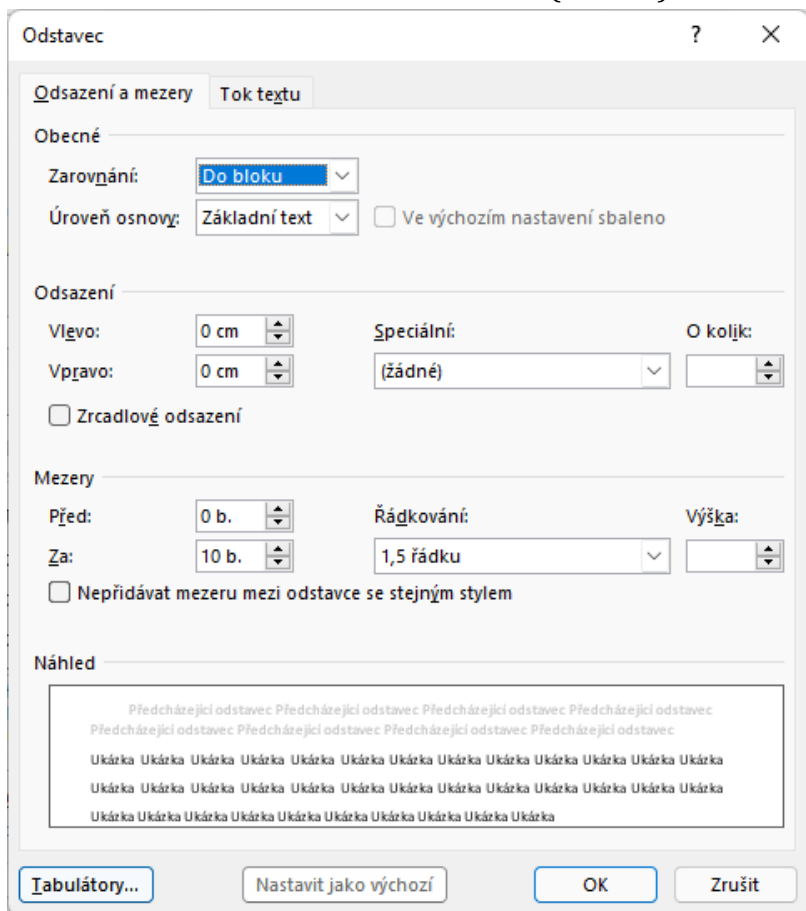 Odstavec ? ×
Odsazení a mezery Tok textu
Obecné
Zarovnání: Do bloku
Úroveň osnovy: Základní text Ve výchozím nastavení sbaleno
Odsazení
Vlevo: 0 cm Speciální: O kolik:
Vpravo: 0 cm (žádné)
Zrcadlové odsazení
Mezery
Před: 0 b. Řádkování: Výška:
Za: 10 b. 1,5 řádku
Nepřidávat mezeru mezi odstavce se stejným stylem
Náhled
Předcházející odstavec Předcházející odstavec Předcházející odstavec Předcházející odstavec
Předcházející odstavec Předcházející odstavec Předcházející odstavec Předcházející odstavec
Ukázka Ukázka Ukázka Ukázka Ukázka Ukázka Ukázka Ukázka Ukázka Ukázka Ukázka Ukázka Ukázka
Ukázka Ukázka Ukázka Ukázka Ukázka Ukázka Ukázka Ukázka Ukázka Ukázka Ukázka Ukázka Ukázka
Ukázka Ukázka Ukázka Ukázka Ukázka Ukázka Ukázka Ukázka Ukázka Ukázka
Tabulátory... Nastavit jako výchozí OK Zrušit